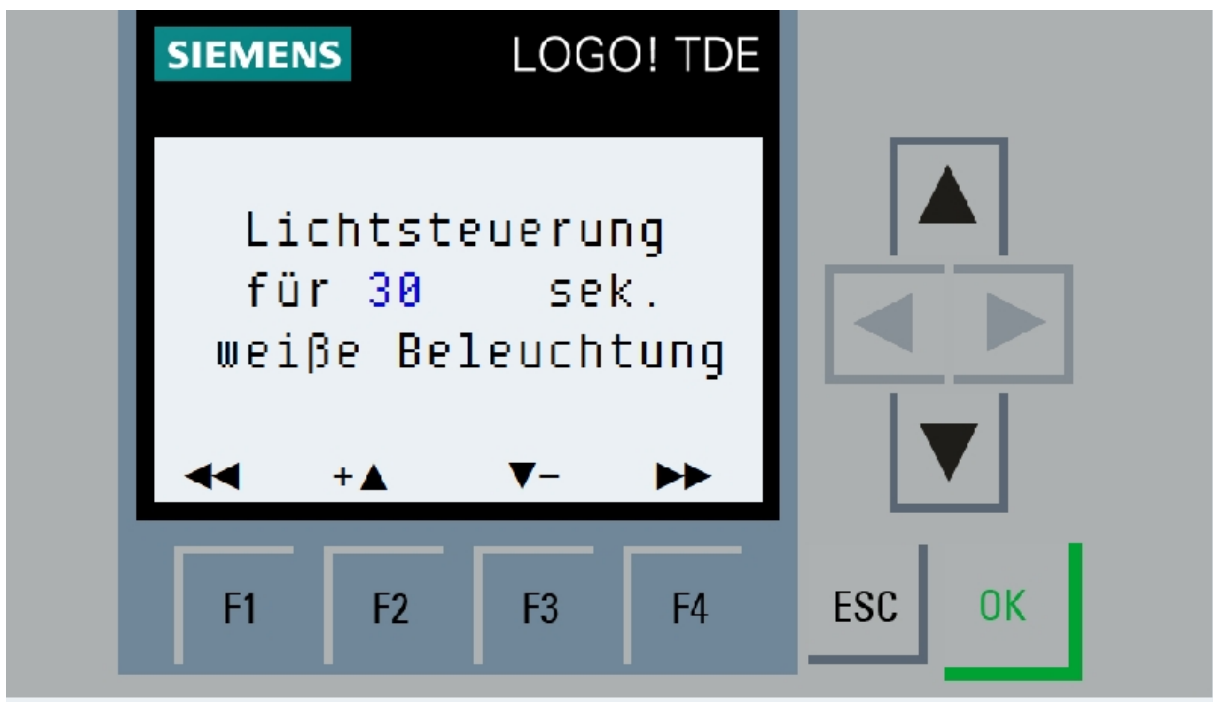 SIEMENS LOGO! TDE
Lichtsteuerung
für 30 sek.
weiße Beleuchtung
◀◀ +▲ ▼- ▶▶
F1 F2 F3 F4 ESC OK